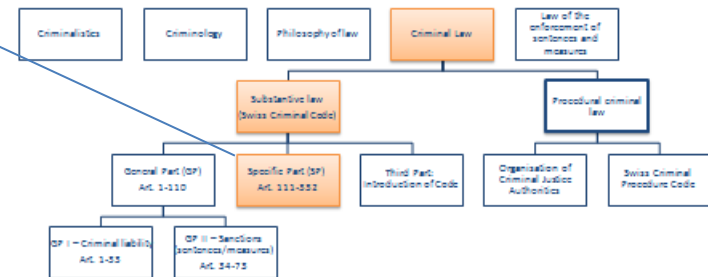 Criminalistics
Criminology
Philosophy of law
Criminal Law
Law of the
enforcement of
sentences and
measures
Substantive law
(Swiss Criminal Code)
Procedural criminal
law
General Part (GP)
Art. 1-110
Specific Part (SP)
Art. 111-332
Third Part:
Introduction of Code
Organisation of
Criminal Justice
Authorities
Swiss Criminal
Procedure Code
GP I – Criminal liability
Art. 1-33
GP II – Sanctions
(sentences/measures)
Art. 34-73